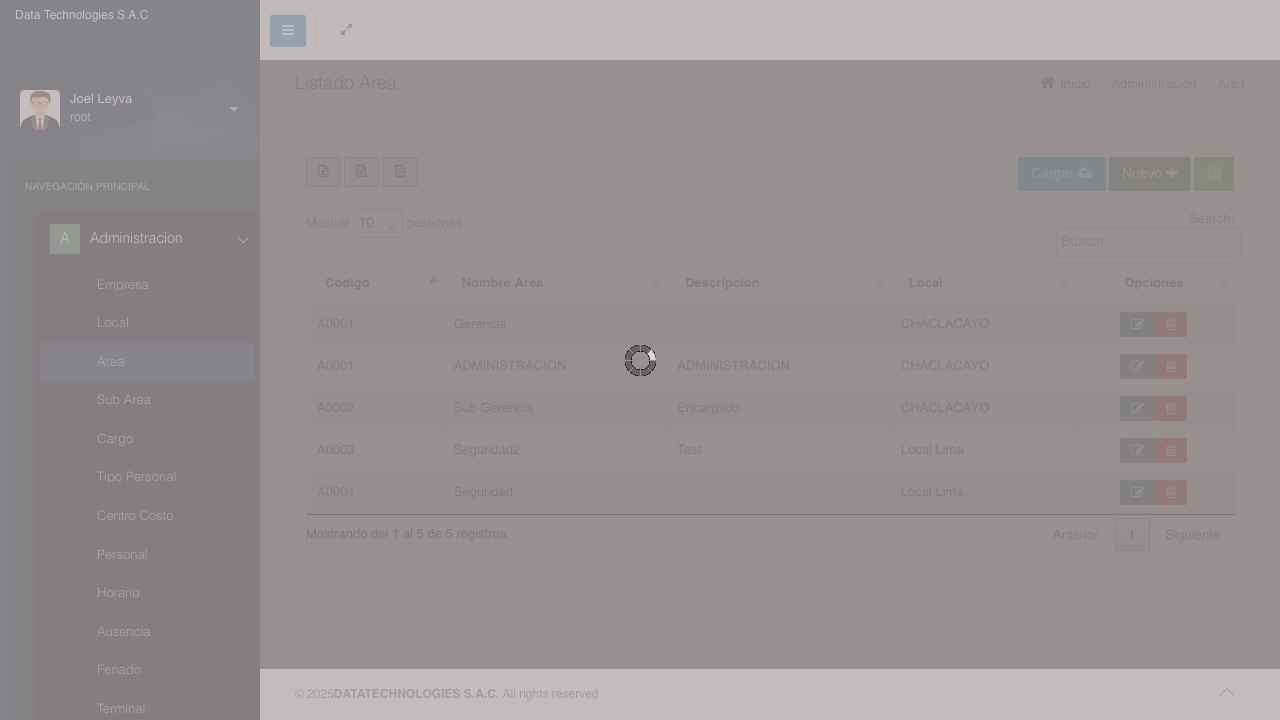 Data Technologies S.A.C
Joel Leyva
root
NAVEGACIÓN PRINCIPAL
A Administracion
Empresa
Local
Area
Sub Area
Cargo
Tipo Personal
Centro Costo
Personal
Horario
Ausencia
Feriado
Terminal
Listado Area
Inicio / Administracion / Area
Cargar Nuevo
Mostrar 10 gestiones
Search:
Buscar
Codigo Nombre Area Descripcion Local Opciones
A0001 Gerencia CHACLACAYO
A0001 ADMINISTRACION ADMINISTRACION CHACLACAYO
A0002 Sub Gerencia Encargado CHACLACAYO
A0003 Seguridad2 Test Local Lima
A0004 Seguridad Local Lima
Mostrando del 1 al 5 de 5 registros
Anterior 1 Siguiente
© 2025DATATECHNOLOGIES S.A.C. All rights reserved